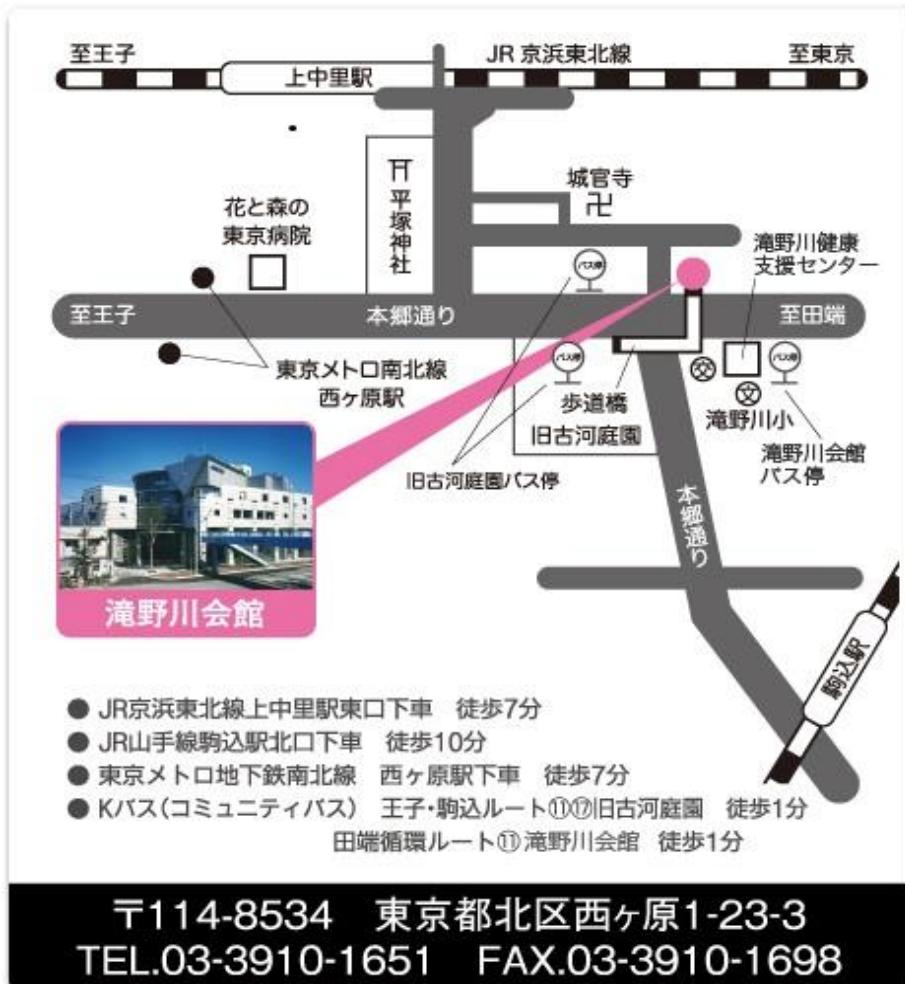 至王子
JR 京浜東北線
至東京
上中里駅
平塚神社
城官寺
花と森の
東京病院
滝野川健康
支援センター
バス停
至王子
本郷通り
至田端
東京メトロ南北線
西ヶ原駅
バス停
バス停
歩道橋
交
文
滝野川小
旧古河庭園
旧古河庭園バス停
滝野川会館
バス停
本郷通り
滝野川会館
駒込駅
● JR京浜東北線上中里駅東口下車 徒歩7分
● JR山手線駒込駅北口下車 徒歩10分
● 東京メトロ地下鉄南北線 西ヶ原駅下車 徒歩7分
● Kバス(コミュニティバス) 王子・駒込ルート⑪⑰旧古河庭園 徒歩1分
田端循環ルート⑪滝野川会館 徒歩1分
〒114-8534 東京都北区西ヶ原1-23-3
TEL.03-3910-1651 FAX.03-3910-1698